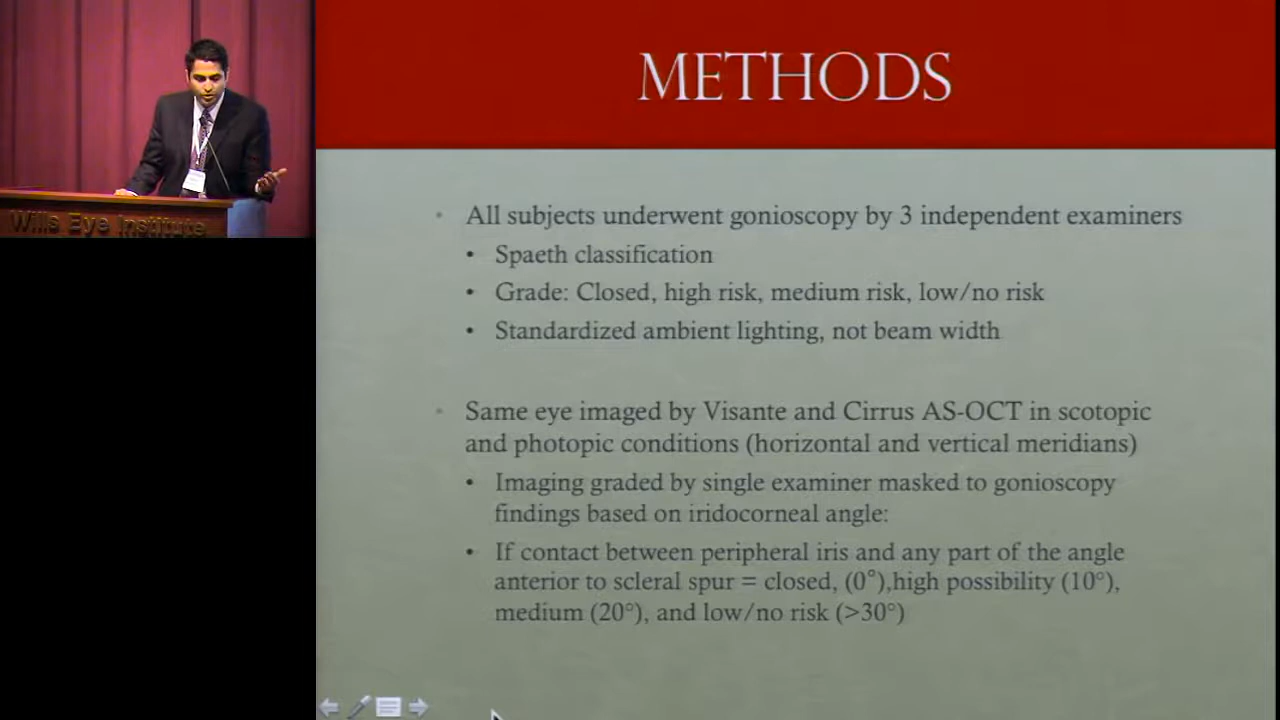 METHODS
Wills Eye Institute
• All subjects underwent gonioscopy by 3 independent examiners
• Spaeth classification
• Grade: Closed, high risk, medium risk, low/no risk
• Standardized ambient lighting, not beam width
• Same eye imaged by Visante and Cirrus AS-OCT in scotopic
and photopic conditions (horizontal and vertical meridians)
• Imaging graded by single examiner masked to gonioscopy
findings based on iridocorneal angle:
• If contact between peripheral iris and any part of the angle
anterior to scleral spur = closed, (0°),high possibility (10°),
medium (20°), and low/no risk (>30°)